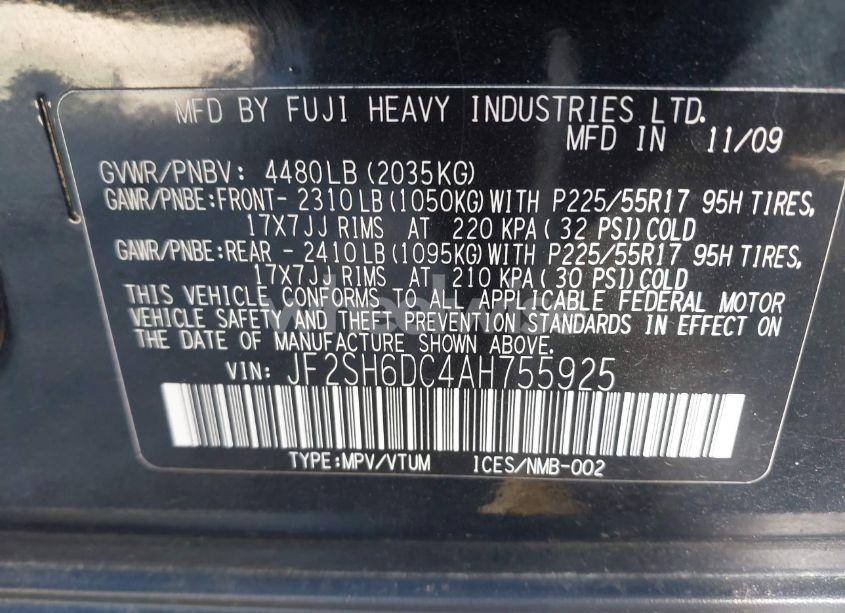 MFD BY FUJI HEAVY INDUSTRIES LTD.
MFD IN 11/09
GVWR/PNBV: 4480LB(2035KG)
GAWR/PNBE:FRONT-2310LB(1050KG)WITH P225/55R17 95H TIRES,
17X7JJ RIMS AT 220 KPA(32 PSI)COLD
GAWR/PNBE:REAR -2410LB(1095KG)WITH P225/55R17 95H TIRES,
17X7JJ RIMS AT 210 KPA(30 PSI)COLD
THIS VEHICLE CONFORMS TO ALL APPLICABLE FEDERAL MOTOR
VEHICLE SAFETY AND THEFT PREVENTION STANDARDS IN EFFECT ON
THE DATE OF MANUFACTURE SHOWN ABOVE.
VIN: JF2SH6DC4AH755925
TYPE:MPV/VTUM ICES/NMB-002